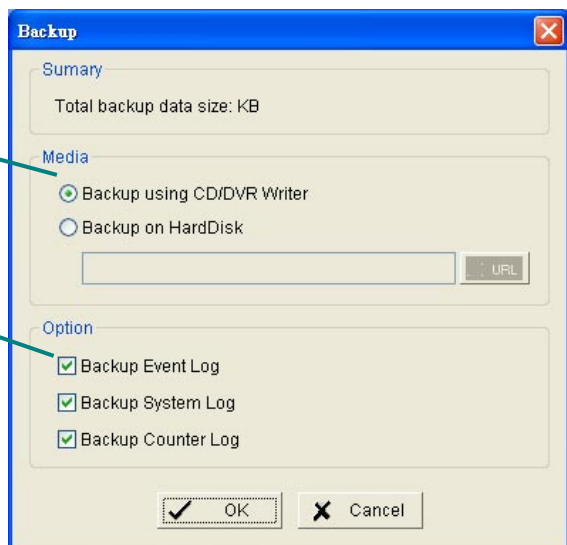 Backup
Sumary
Total backup data size: KB
Media
Backup using CD/DVR Writer
Backup on HardDisk
URL
Option
Backup Event Log
Backup System Log
Backup Counter Log
OK Cancel